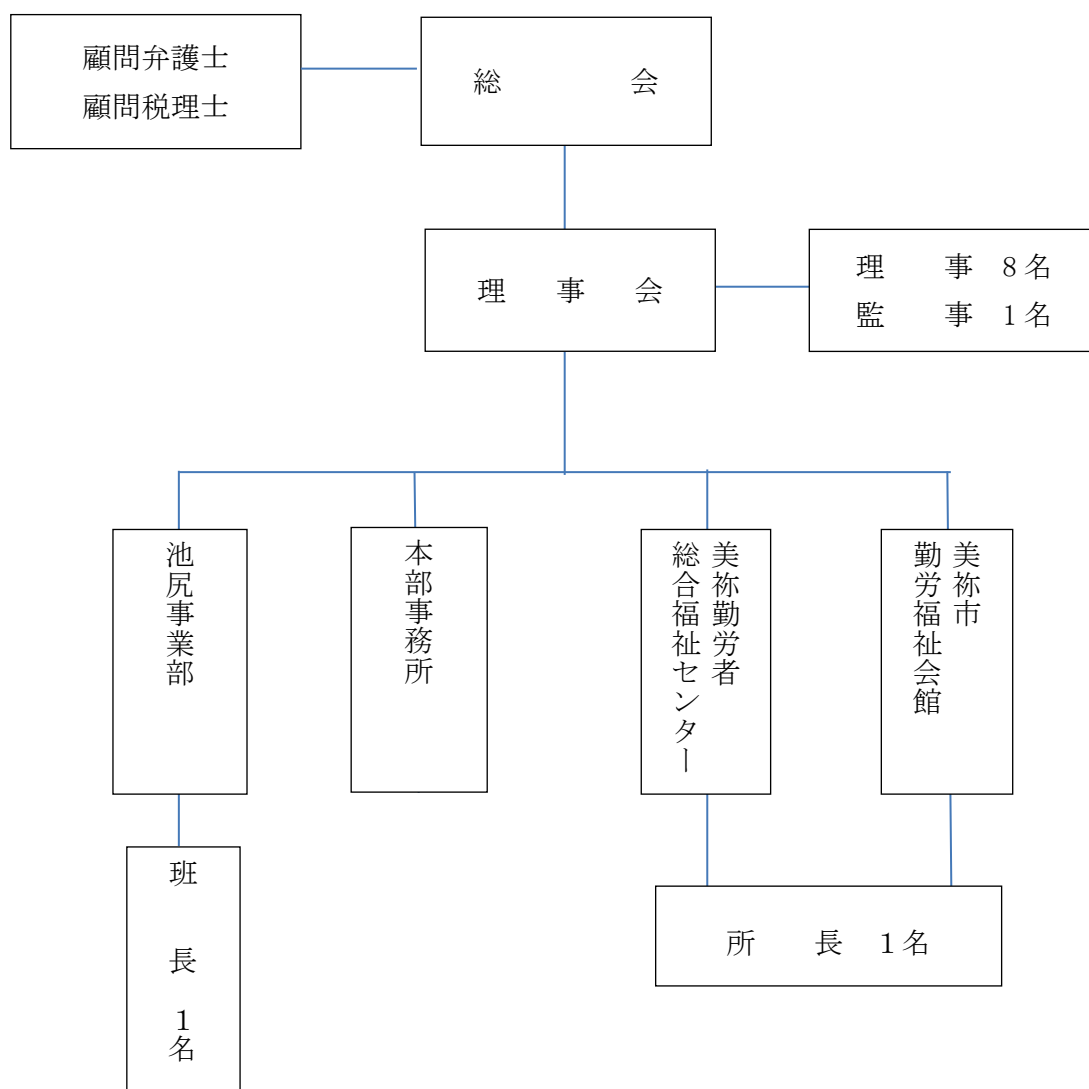 顧問弁護士
顧問税理士
総　　　会
理　事　会
理　　事　8名
監　　事　1名
池尻事業部
本部事務所
美祢勤労者
総合福祉センター
美祢市
勤労福祉会館
班　長　1名
所　　長　1名